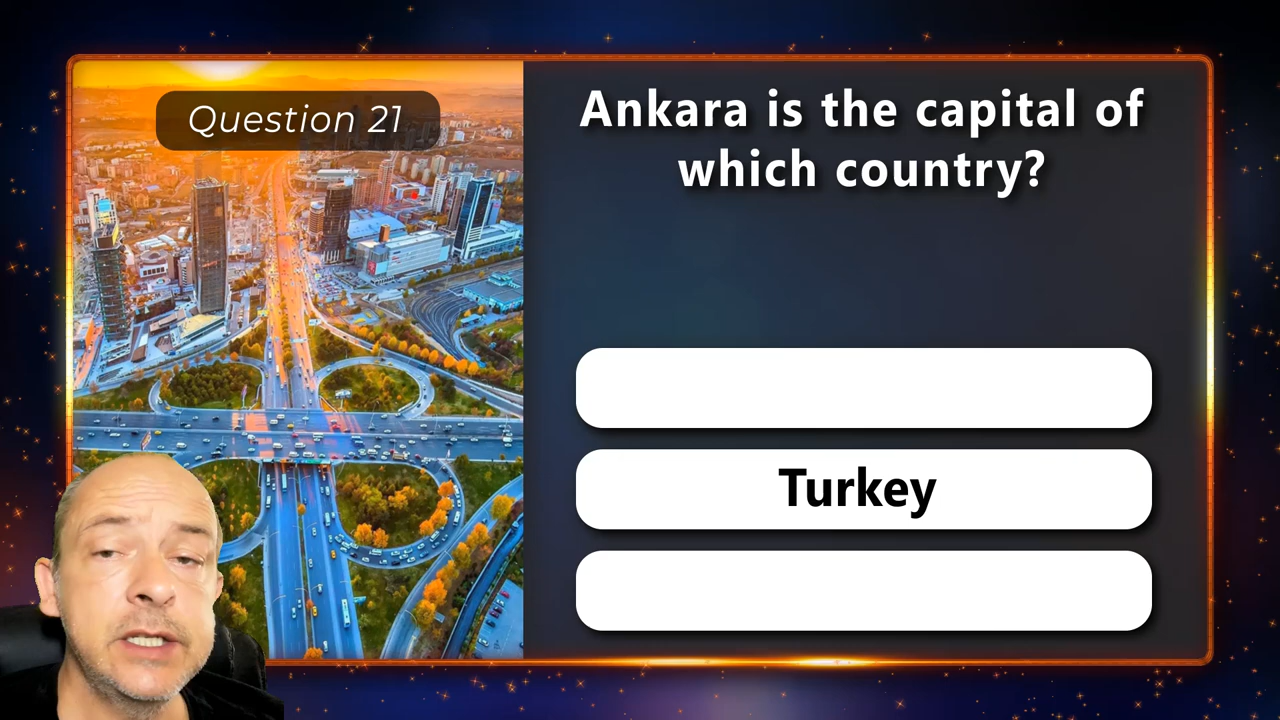 Question 21
Ankara is the capital of
which country?
Turkey